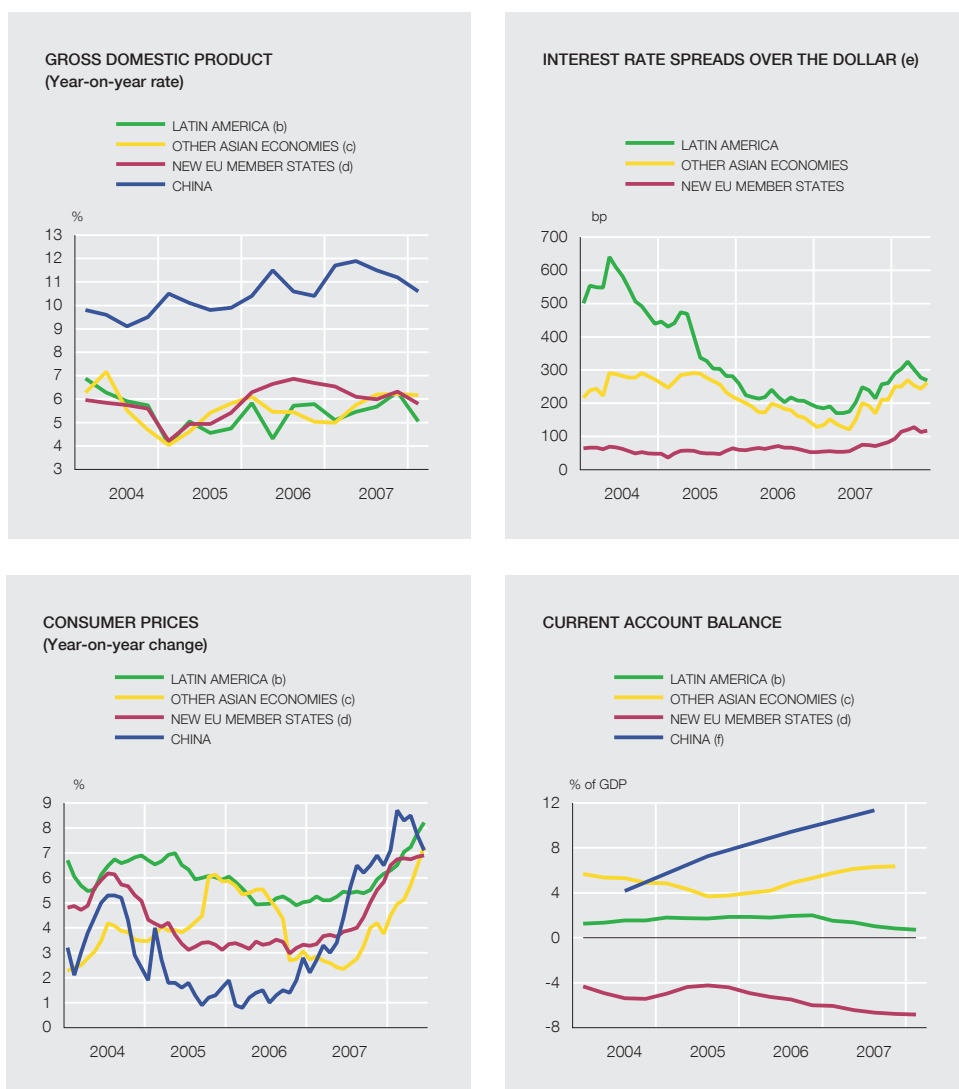 GROSS DOMESTIC PRODUCT
(Year-on-year rate)
LATIN AMERICA (b)
OTHER ASIAN ECONOMIES (c)
NEW EU MEMBER STATES (d)
CHINA
%
13
12
11
10
9
8
7
6
5
4
3
2004 2005 2006 2007
INTEREST RATE SPREADS OVER THE DOLLAR (e)
LATIN AMERICA
OTHER ASIAN ECONOMIES
NEW EU MEMBER STATES
bp
700
600
500
400
300
200
100
0
2004 2005 2006 2007
CONSUMER PRICES
(Year-on-year change)
LATIN AMERICA (b)
OTHER ASIAN ECONOMIES (c)
NEW EU MEMBER STATES (d)
CHINA
%
9
8
7
6
5
4
3
2
1
0
2004 2005 2006 2007
CURRENT ACCOUNT BALANCE
LATIN AMERICA (b)
OTHER ASIAN ECONOMIES (c)
NEW EU MEMBER STATES (d)
CHINA (f)
% of GDP
12
8
4
0
-4
-8
2004 2005 2006 2007